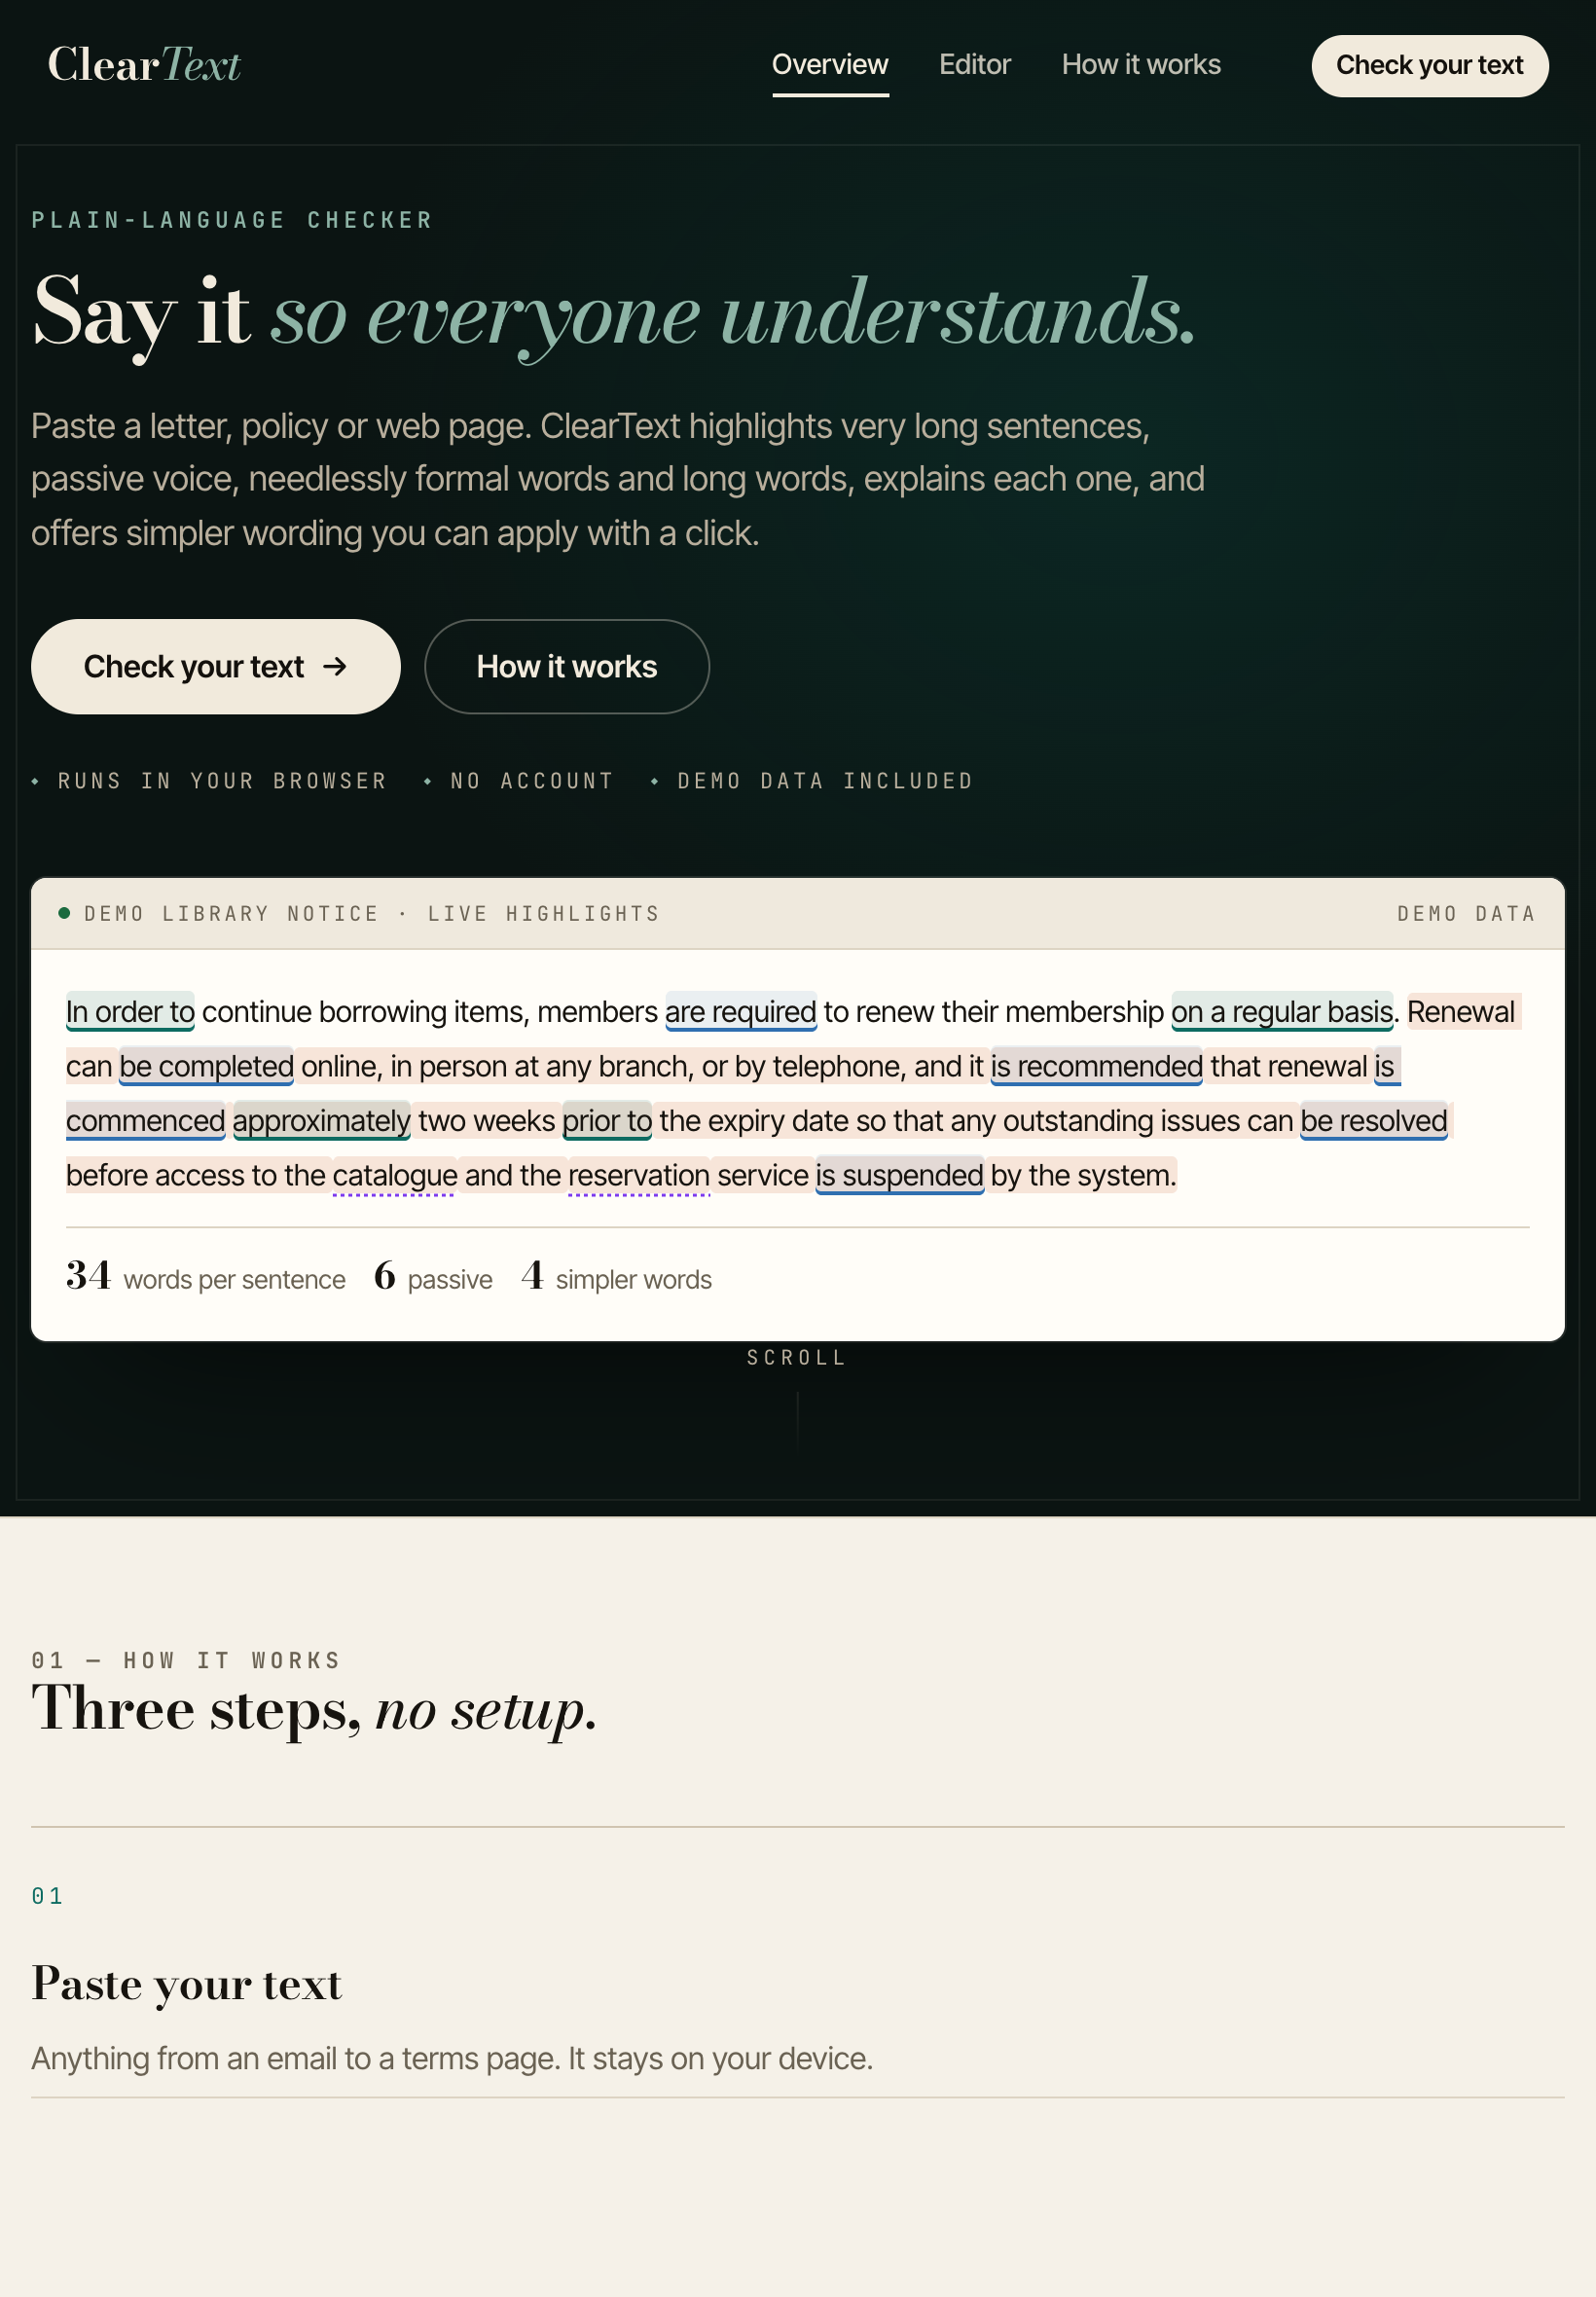 ClearText
Overview Editor How it works Check your text
PLAIN-LANGUAGE CHECKER
Say it so everyone understands.
Paste a letter, policy or web page. ClearText highlights very long sentences,
passive voice, needlessly formal words and long words, explains each one, and
offers simpler wording you can apply with a click.
Check your text → How it works
RUNS IN YOUR BROWSER NO ACCOUNT DEMO DATA INCLUDED
DEMO LIBRARY NOTICE · LIVE HIGHLIGHTS DEMO DATA
In order to continue borrowing items, members are required to renew their membership on a regular basis. Renewal
can be completed online, in person at any branch, or by telephone, and it is recommended that renewal is
commenced approximately two weeks prior to the expiry date so that any outstanding issues can be resolved
before access to the catalogue and the reservation service is suspended by the system.
34 words per sentence 6 passive 4 simpler words
SCROLL
01 — HOW IT WORKS
Three steps, no setup.
01
Paste your text
Anything from an email to a terms page. It stays on your device.